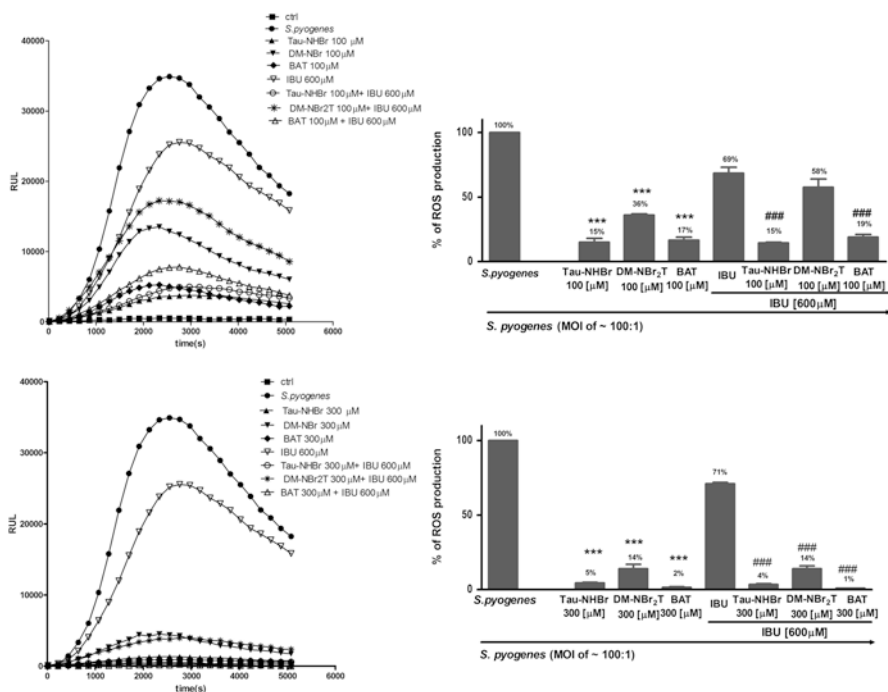 ctrl
S.pyogenes
Tau-NHBr 100 μM
DM-NBr 100μM
BAT 100μM
IBU 600μM
Tau-NHBr 100μM+ IBU 600μM
DM-NBr2T 100μM+ IBU 600μM
BAT 100μM + IBU 600μM
40000
30000
20000
10000
0
RUL
0 1000 2000 3000 4000 5000 6000
time(s)
% of ROS production
100
50
0
100%
***
15%
***
36%
***
17%
69%
###
15%
58%
###
19%
S.pyogenes
Tau-NHBr DM-NBr2T BAT
100 [μM] 100 [μM] 100 [μM]
IBU
Tau-NHBr DM-NBr2T BAT
100 [μM] 100 [μM] 100 [μM]
IBU [600μM]
S. pyogenes (MOI of ~ 100:1)
ctrl
S.pyogenes
Tau-NHBr 300 μM
DM-NBr 300μM
BAT 300μM
IBU 600μM
Tau-NHBr 300μM+ IBU 600μM
DM-NBr2T 300μM+ IBU 600μM
BAT 300μM + IBU 600μM
40000
30000
20000
10000
0
RUL
0 1000 2000 3000 4000 5000 6000
time(s)
% of ROS production
100
50
0
100%
***
5%
***
14%
***
2%
71%
###
4%
###
14%
###
1%
S.pyogenes
Tau-NHBr DM-NBr2T BAT
300 [μM] 300 [μM] 300 [μM]
IBU
Tau-NHBr DM-NBr2T BAT
300 [μM] 300 [μM] 300 [μM]
IBU [600μM]
S. pyogenes (MOI of ~ 100:1)